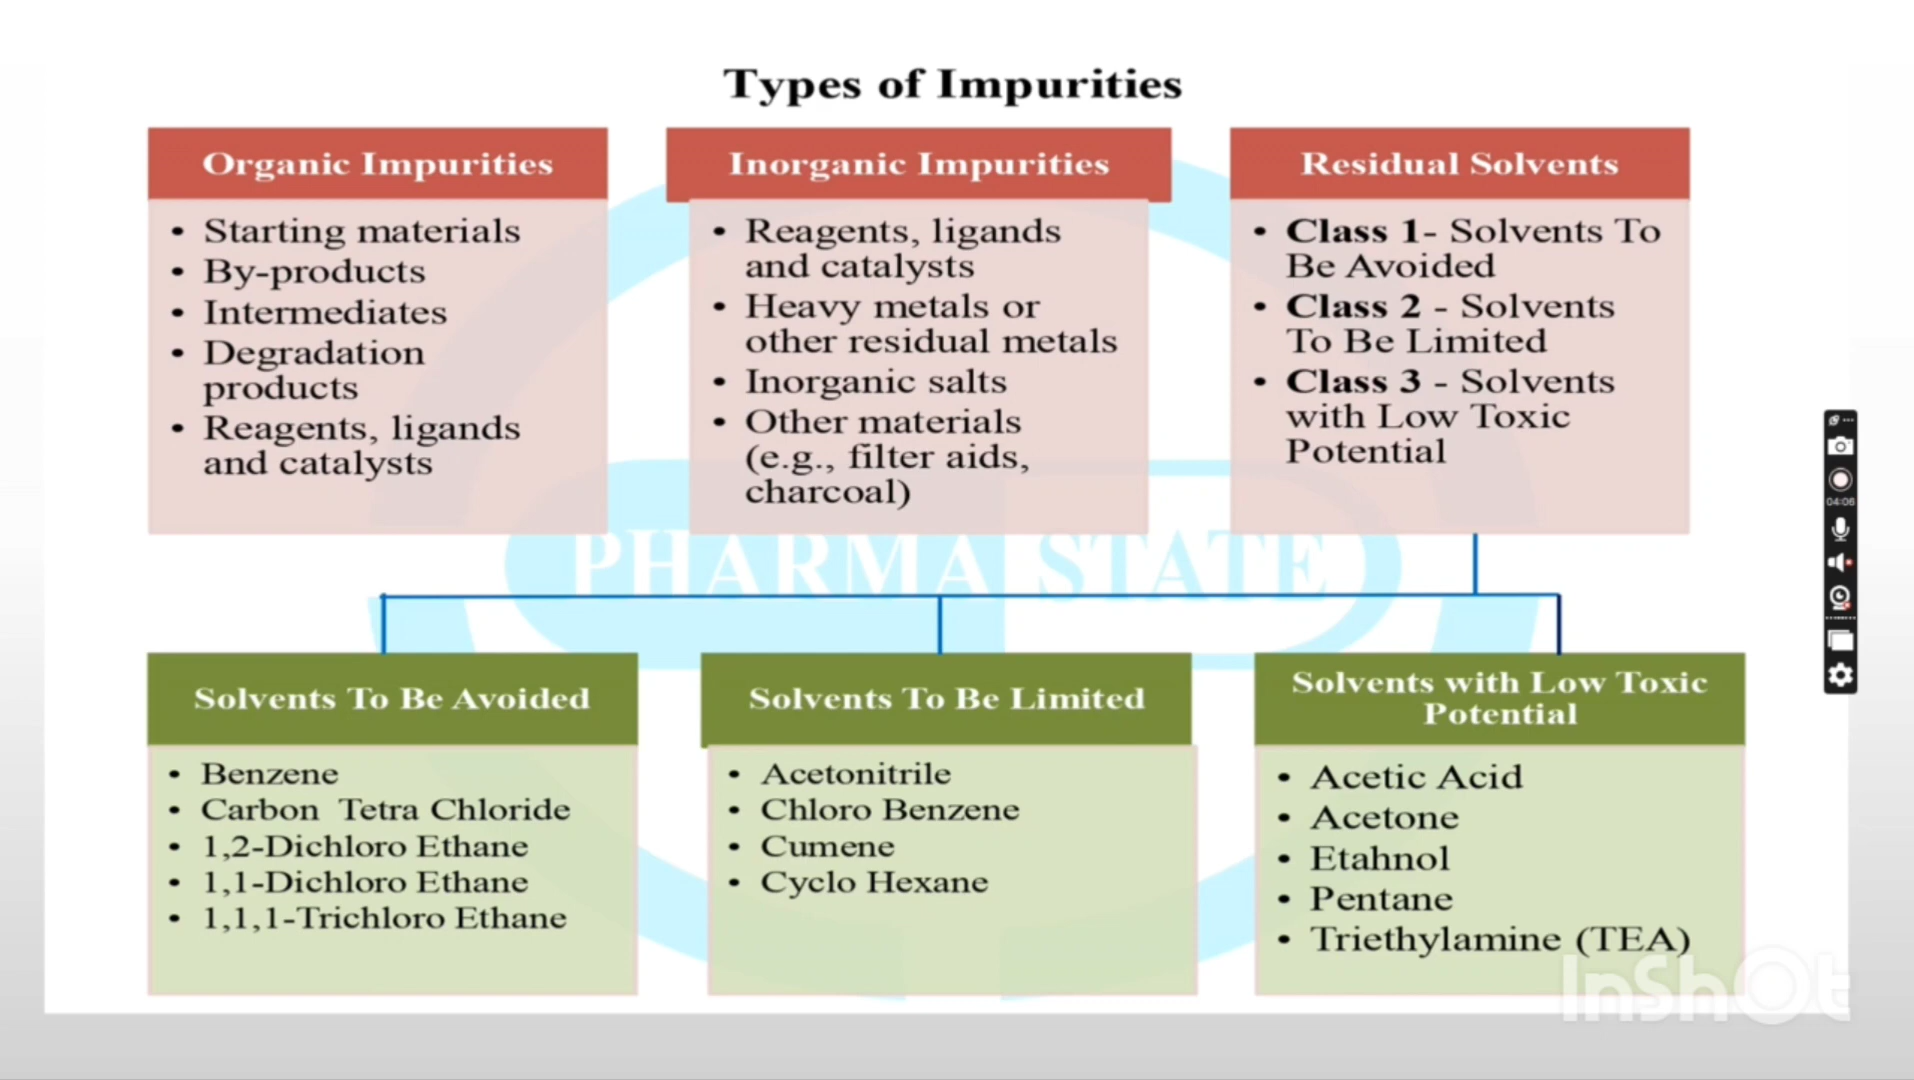 Types of Impurities
Organic Impurities
• Starting materials
• By-products
• Intermediates
• Degradation
products
• Reagents, ligands
and catalysts
Inorganic Impurities
• Reagents, ligands
and catalysts
• Heavy metals or
other residual metals
• Inorganic salts
• Other materials
(e.g., filter aids,
charcoal)
Residual Solvents
• Class 1- Solvents To
Be Avoided
• Class 2 - Solvents
To Be Limited
• Class 3 - Solvents
with Low Toxic
Potential
PHARMA STATE
Solvents To Be Avoided
• Benzene
• Carbon Tetra Chloride
• 1,2-Dichloro Ethane
• 1,1-Dichloro Ethane
• 1,1,1-Trichloro Ethane
Solvents To Be Limited
• Acetonitrile
• Chloro Benzene
• Cumene
• Cyclo Hexane
Solvents with Low Toxic
Potential
• Acetic Acid
• Acetone
• Etahnol
• Pentane
• Triethylamine (TEA)
04:08
InShOt